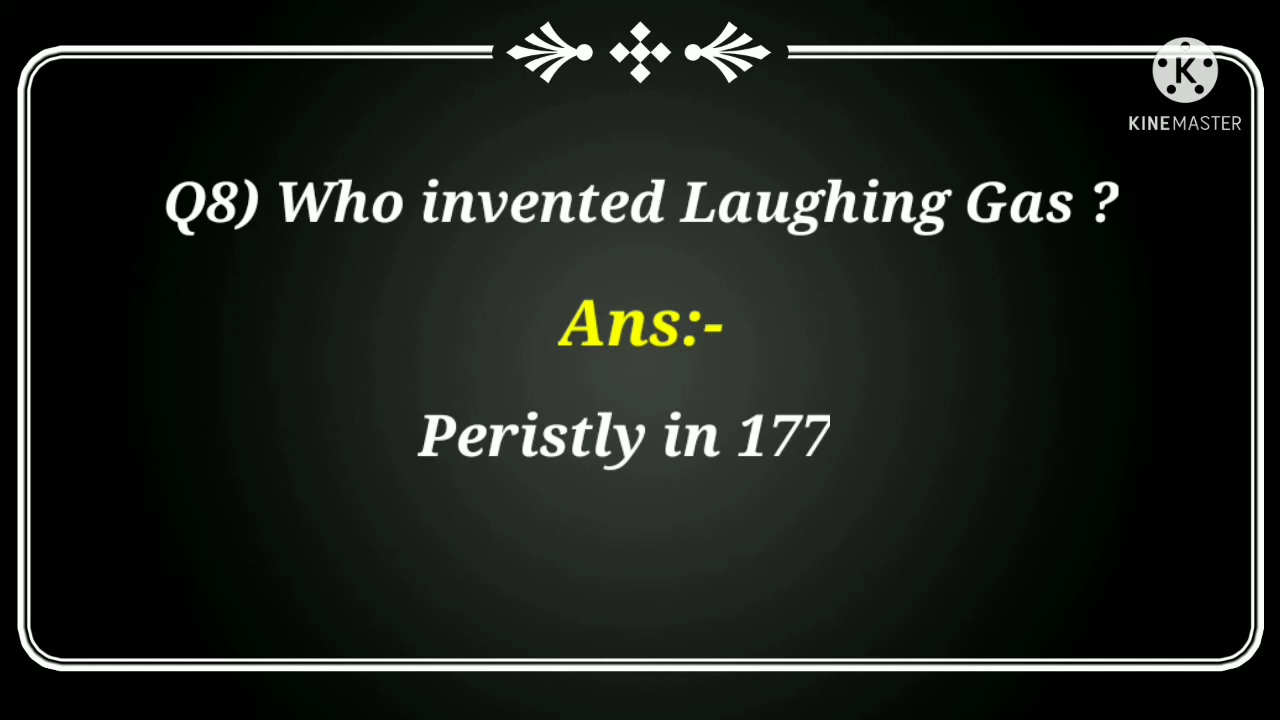 K
KINEMASTER
Q8) Who invented Laughing Gas ?
Ans:-
Peristly in 177